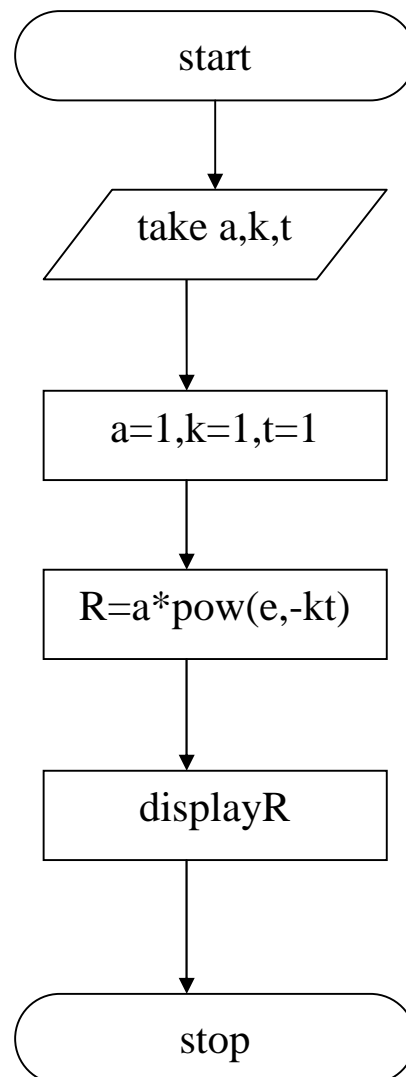 start
take a,k,t
a=1,k=1,t=1
R=a*pow(e,-kt)
displayR
stop